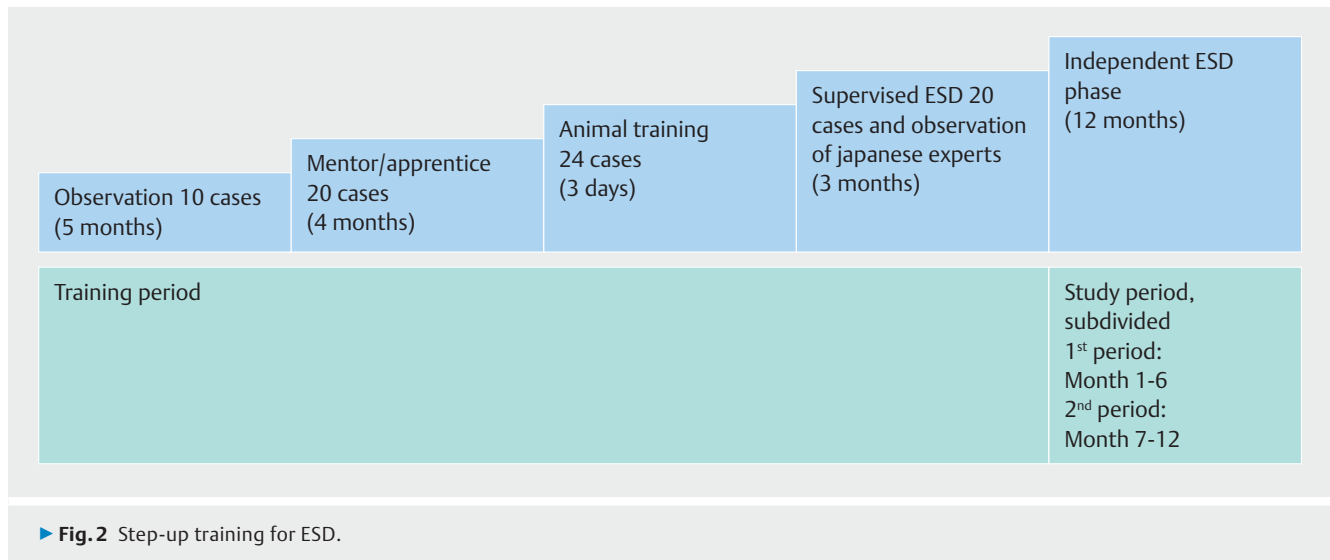 Observation 10 cases
(5 months)
Mentor/apprentice
20 cases
(4 months)
Animal training
24 cases
(3 days)
Supervised ESD 20
cases and observation
of japanese experts
(3 months)
Independent ESD
phase
(12 months)
Training period
Study period,
subdivided
1st period:
Month 1-6
2nd period:
Month 7-12
▶ Fig. 2 Step-up training for ESD.